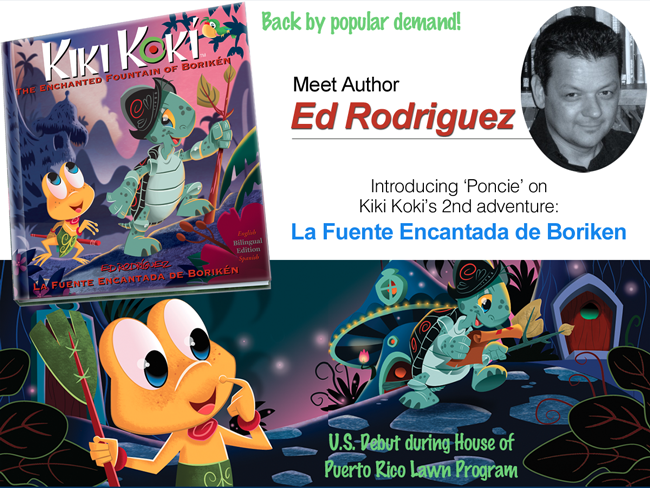 Back by popular demand!
KIKI KOKÍ
THE ENCHANTED FOUNTAIN OF BORIKÉN
English
Bilingual
Edition
Spanish
ED RODRÍGUEZ
LA FUENTE ENCANTADA DE BORIKÉN
Meet Author
Ed Rodriguez
Introducing ‘Poncie’ on
Kiki Koki’s 2nd adventure:
La Fuente Encantada de Boriken
U.S. Debut during House of
Puerto Rico Lawn Program